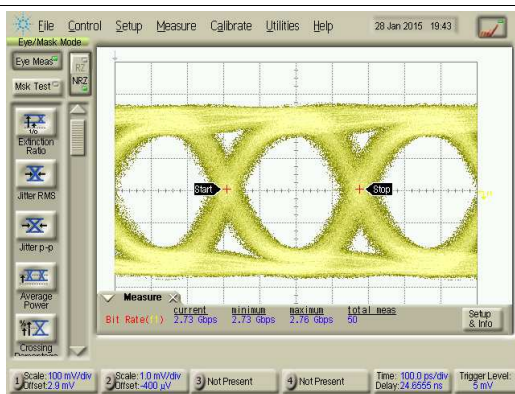 File Control Setup Measure Calibrate Utilities Help 28 Jan 2015 19:43
Eye/Mask Mode
Eye Meas
RZ
NRZ
Msk Test
Extinction
Ratio
Jitter RMS
Start Stop
Jitter p-p
Average
Power
Measure
current minimum maximum total meas
Bit Rate( ) 2.73 Gbps 2.73 Gbps 2.76 Gbps 50
Setup
& Info
Crossing
1 Scale: 100 mV/div
Offset: 2.9 mV
2 Scale: 1.0 mV/div
Offset: -400 µV
3 Not Present
4 Not Present
Time: 100.0 ps/div
Delay: 24.6555 ns
Trigger Level:
5 mV